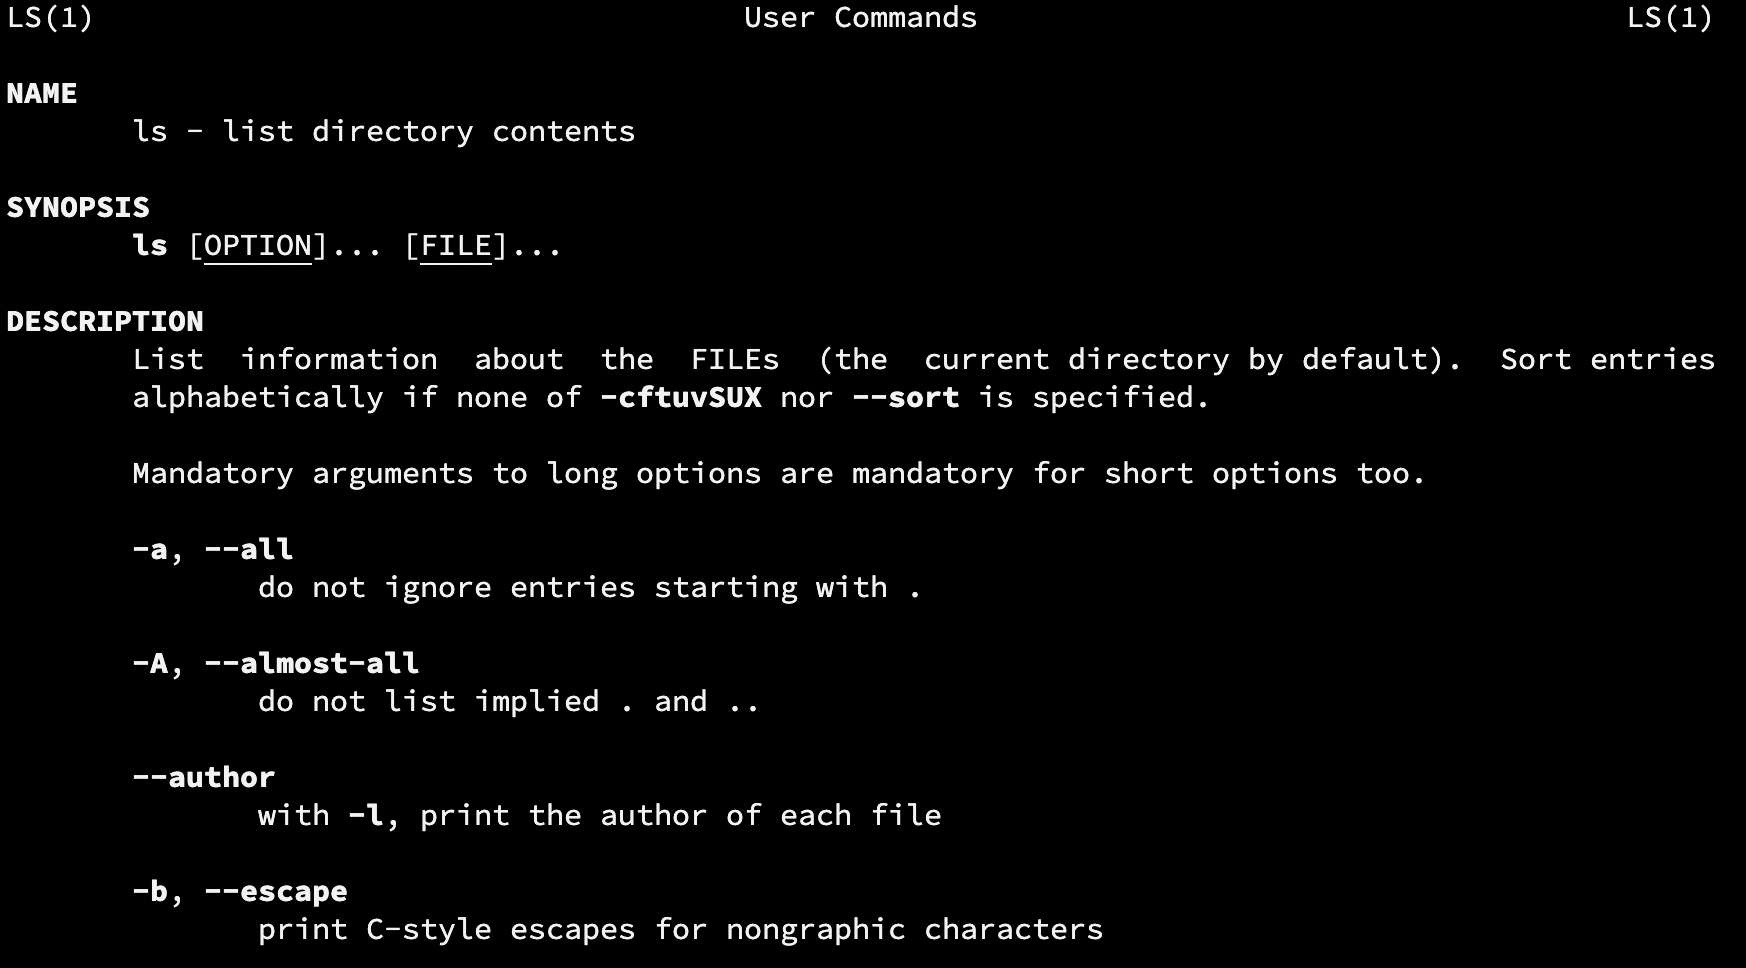 LS(1) User Commands LS(1)
NAME
ls - list directory contents
SYNOPSIS
ls [OPTION]... [FILE]...
DESCRIPTION
List information about the FILEs (the current directory by default). Sort entries
alphabetically if none of -cftuvSUX nor --sort is specified.
Mandatory arguments to long options are mandatory for short options too.
-a, --all
do not ignore entries starting with .
-A, --almost-all
do not list implied . and ..
--author
with -l, print the author of each file
-b, --escape
print C-style escapes for nongraphic characters